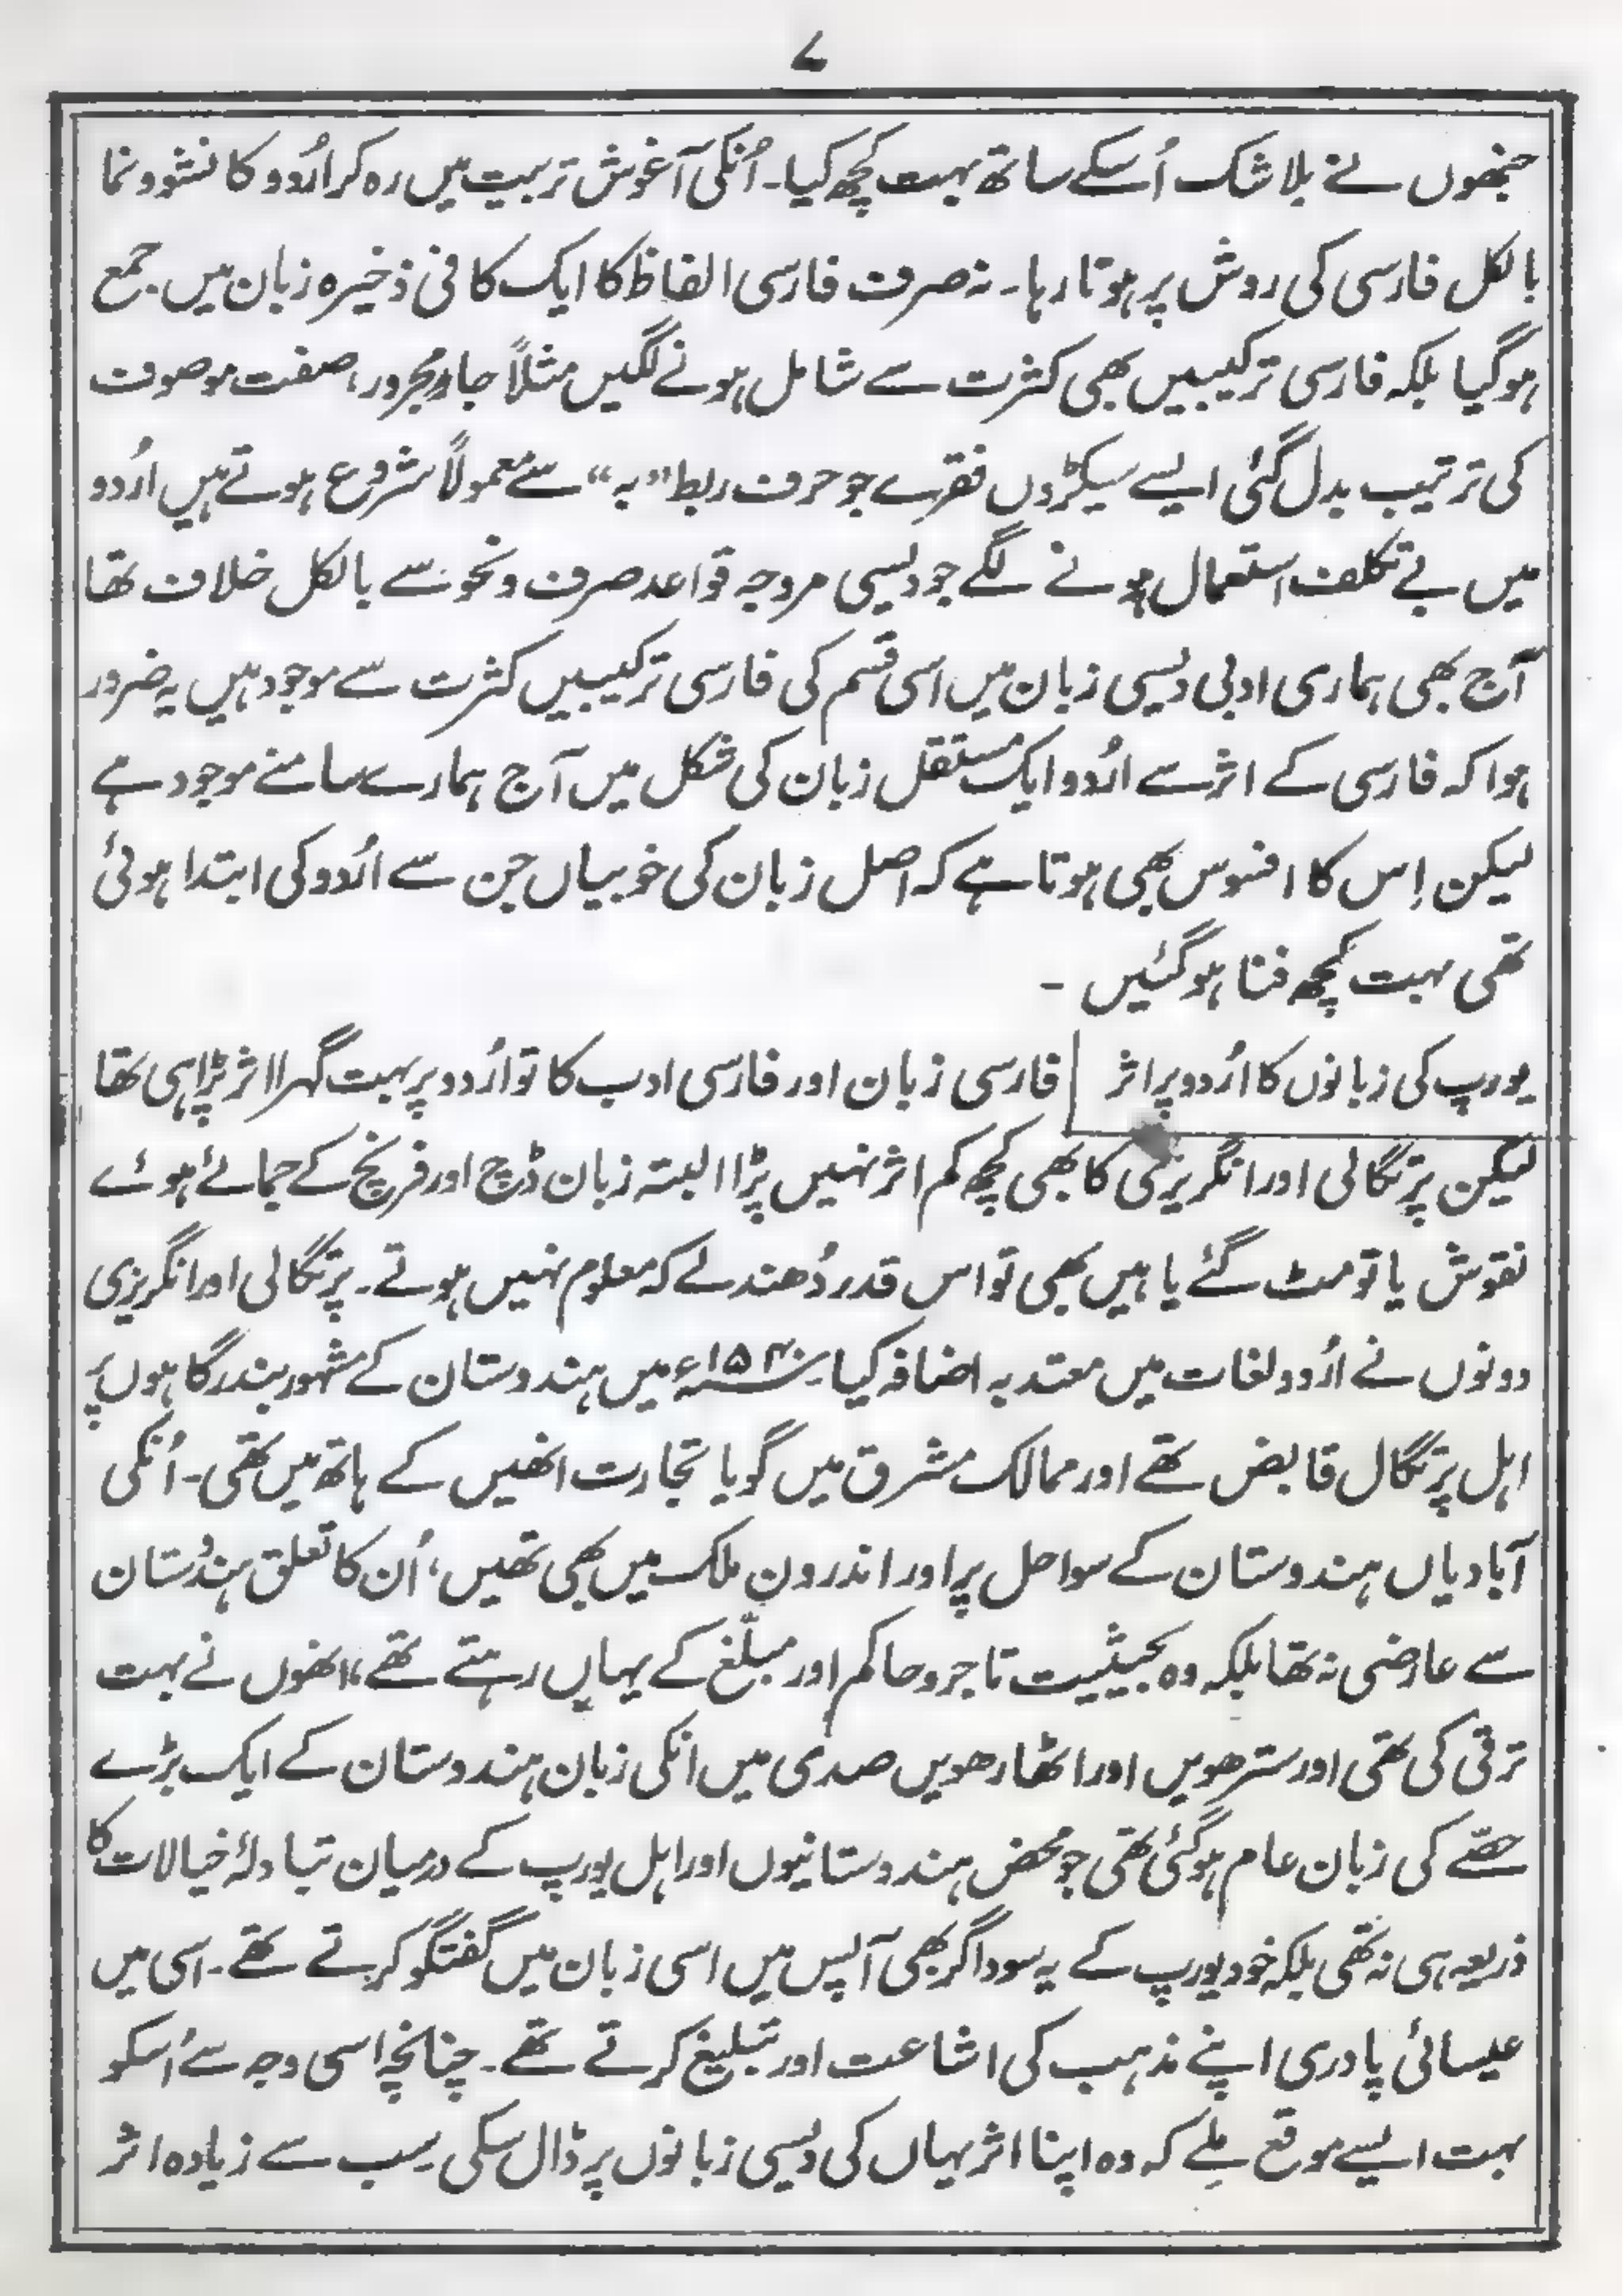 ۷
جنھوں نے بلا شک اُسکے ساتھ بہت کچھ کیا۔ اُنکی آغوش تربیت میں رہ کر اُردو کا نشوونما
بالکل فارسی کی روش پر ہوتا رہا۔ نہ صرف فارسی الفاظ کا ایک کافی ذخیرہ زبان میں جمع
ہوگیا بلکہ فارسی ترکیبیں بھی کثرت سے شامل ہونے لگیں مثلاً جار ومجرور، صفت موصوف
کی ترتیب بدل گئی ایسے سیکڑوں فقرے جو حرف ربط ”بہ“ سے معمولاً شروع ہوتے ہیں اردو
میں بے تکلف استعمال ہونے لگے جو دیسی مروجہ قواعد صرف ونحو سے بالکل خلاف تھا
آج بھی ہماری ادبی دیسی زبان میں اسی قسم کی فارسی ترکیبیں کثرت سے موجود ہیں یہ ضرور
ہوا کہ فارسی کے اثر سے اُردو ایک مستقل زبان کی شکل میں آج ہمارے سامنے موجود ہے
لیکن اِس کا افسوس بھی ہوتا ہے کہ اصل زبان کی خوبیاں جن سے اُردو کی ابتدا ہوئی
تھی بہت کچھ فنا ہوگئیں ۔
یورپ کی زبانوں کا اُردو پر اثر | فارسی زبان اور فارسی ادب کا تو اُردو پر بہت گہرا اثر پڑا ہی تھا
لیکن پرتگالی اور انگریزی کا بھی کچھ کم اثر نہیں پڑا البتہ زبان ڈچ اور فرنچ کے جمائے ہوئے
نقوش یا تو مٹ گئے یا ہیں بھی تو اس قدر دُھندلے کہ معلوم نہیں ہوتے۔ پرتگالی اور انگریزی
دونوں نے اُردو لغات میں معتد بہ اضافہ کیا۔ ۱۵۴۰ء میں ہندوستان کے مشہور بندرگاہوں پر
اہل پرتگال قابض تھے اور ممالک مشرق میں گویا تجارت انھیں کے ہاتھ میں تھی۔ اُنکی
آبادیاں ہندوستان کے سواحل پر اور اندرون ملک میں بھی تھیں، اُن کا تعلق ہندُستان
سے عارضی نہ تھا بلکہ وہ بحیثیت تاجر وحاکم اور مبلّغ کے یہاں رہتے تھے، انھوں نے بہت
ترقی کی تھی اور سترھویں اور اٹھارھویں صدی میں انکی زبان ہندوستان کے ایک بڑے
حصّے کی زبان عام ہوگئی تھی جو محض ہندوستانیوں اور اہل یورپ کے درمیان تبادلۂ خیالات کا
ذریعہ ہی نہ تھی بلکہ خود یورپ کے یہ سوداگر بھی آپس میں اسی زبان میں گفتگو کرتے تھے۔ اسی میں
عیسائی پادری اپنے مذہب کی اشاعت اور تبلیغ کرتے تھے۔ چنانچہ اسی وجہ سے اُسکو
بہت ایسے موقع مِلے کہ وہ اپنا اثر یہاں کی دیسی زبانوں پر ڈال سکی۔ سب سے زیادہ اثر